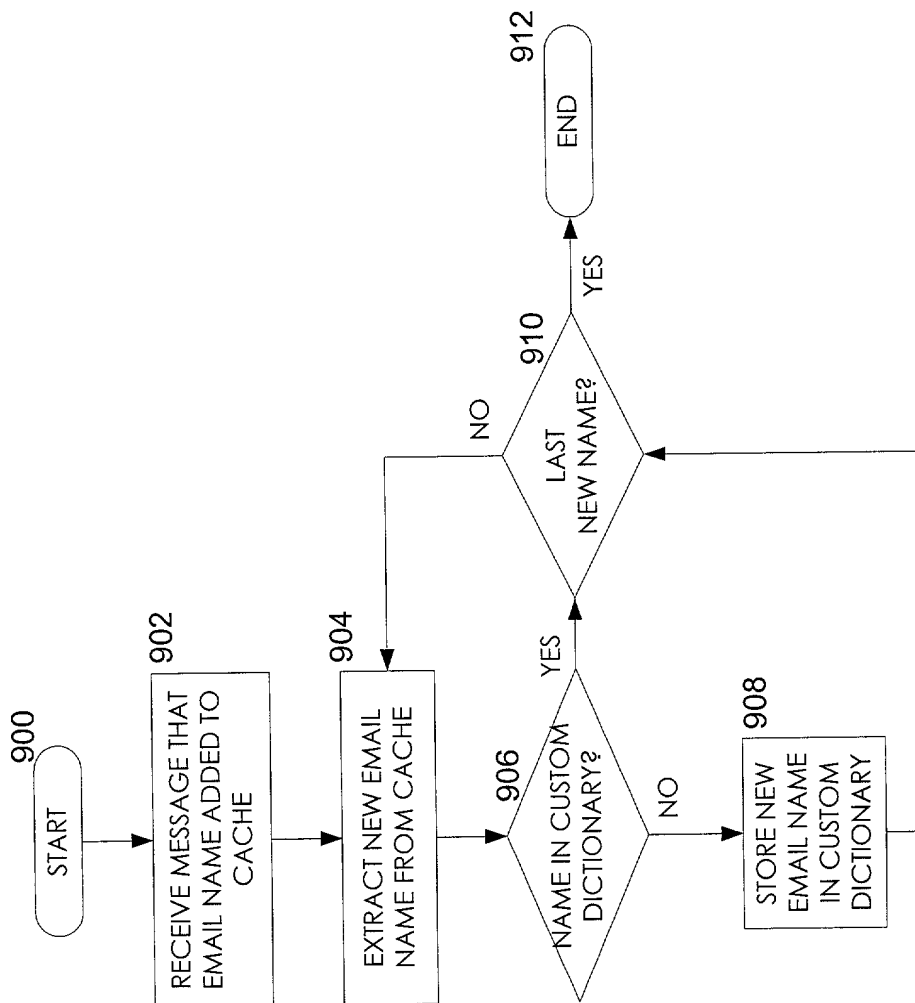 900
START
902
RECEIVE MESSAGE THAT
EMAIL NAME ADDED TO
CACHE
904
EXTRACT NEW EMAIL
NAME FROM CACHE
906
NAME IN CUSTOM
DICTIONARY?
YES
NO
908
STORE NEW
EMAIL NAME
IN CUSTOM
DICTIONARY
910
LAST
NEW NAME?
NO
YES
912
END